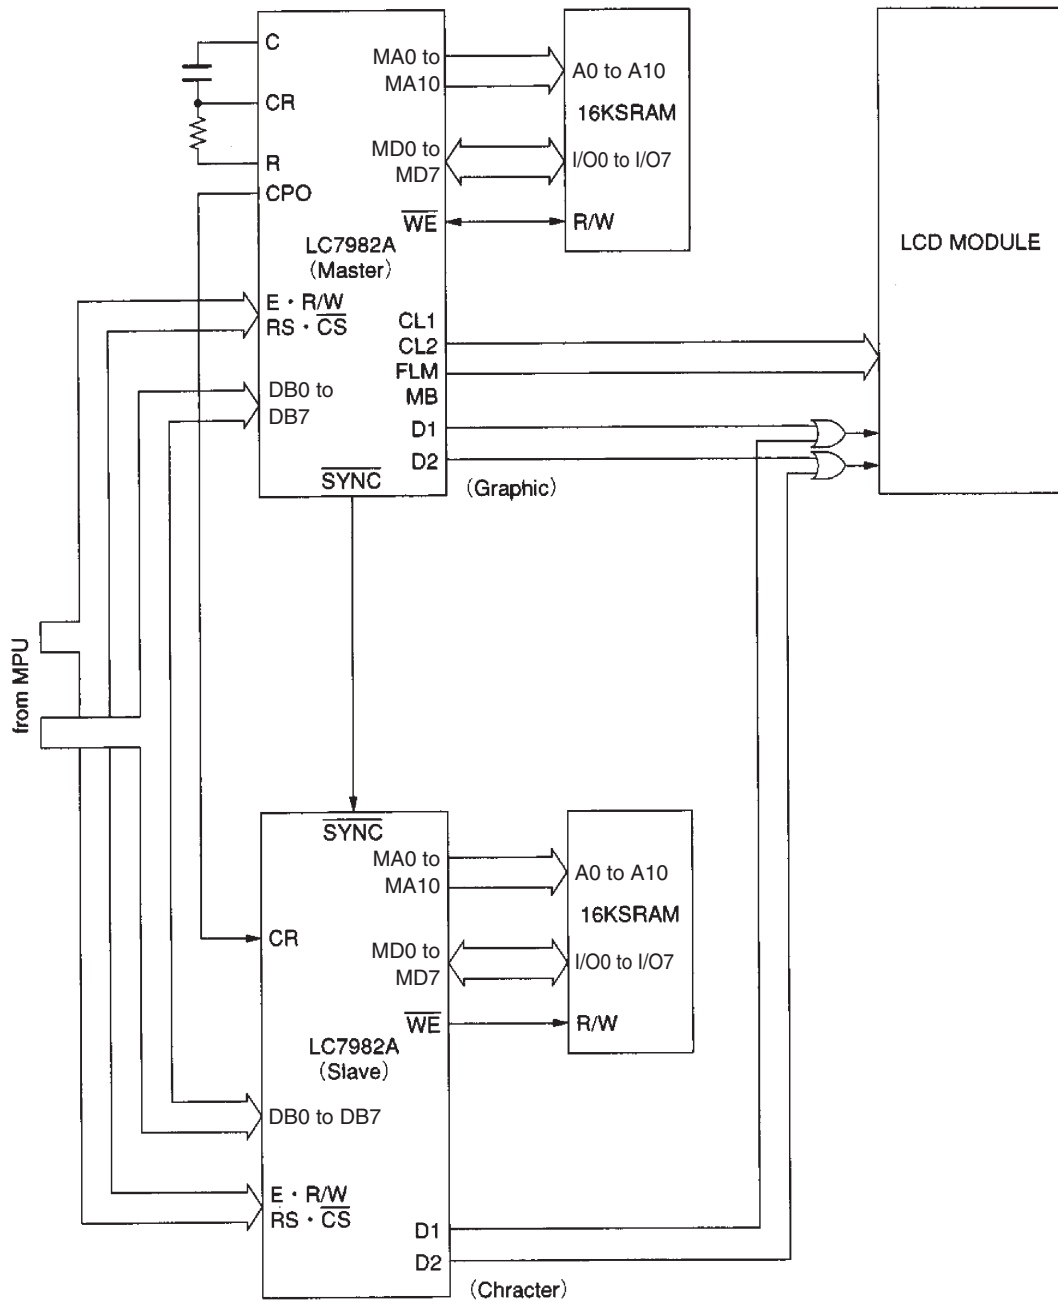 C
CR
R
CPO
MA0 to
MA10
MD0 to
MD7
WE
LC7982A
(Master)
E · R/W
RS · CS
DB0 to
DB7
CL1
CL2
FLM
MB
D1
D2
SYNC
(Graphic)
A0 to A10
16KSRAM
I/O0 to I/O7
R/W
LCD MODULE
from MPU
SYNC
MA0 to
MA10
CR
MD0 to
MD7
WE
LC7982A
(Slave)
DB0 to DB7
E · R/W
RS · CS
D1
D2
(Chracter)
A0 to A10
16KSRAM
I/O0 to I/O7
R/W